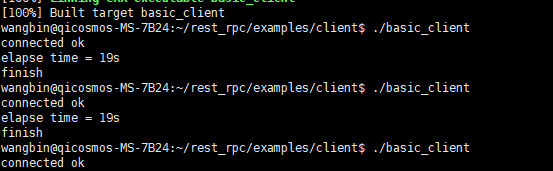 [100%] Linking CXX executable basic_client
[100%] Built target basic_client
wangbin@qicosmos-MS-7B24:~/rest_rpc/examples/client$ ./basic_client
connected ok
elapse time = 19s
finish
wangbin@qicosmos-MS-7B24:~/rest_rpc/examples/client$ ./basic_client
connected ok
elapse time = 19s
finish
wangbin@qicosmos-MS-7B24:~/rest_rpc/examples/client$ ./basic_client
connected ok